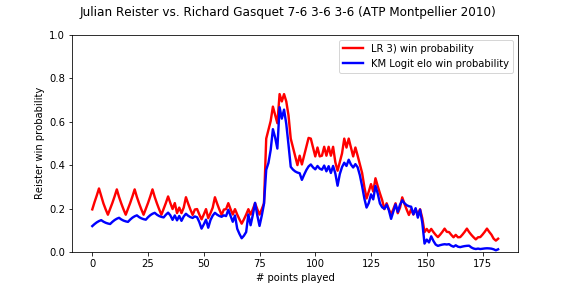 Julian Reister vs. Richard Gasquet 7-6 3-6 3-6 (ATP Montpellier 2010)
1.0
0.8
0.6
0.4
0.2
0.0
Reister win probability
LR 3) win probability
KM Logit elo win probability
0
25
50
75
100
125
150
175
# points played